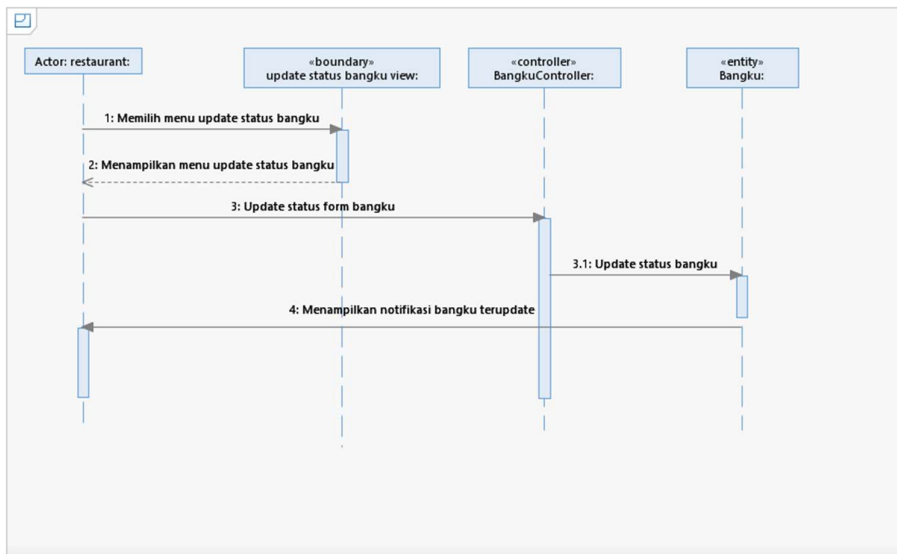 Actor: restaurant:
«boundary»
update status bangku view:
«controller»
BangkuController:
«entity»
Bangku:
1: Memilih menu update status bangku
2: Menampilkan menu update status bangku
3: Update status form bangku
3.1: Update status bangku
4: Menampilkan notifikasi bangku terupdate